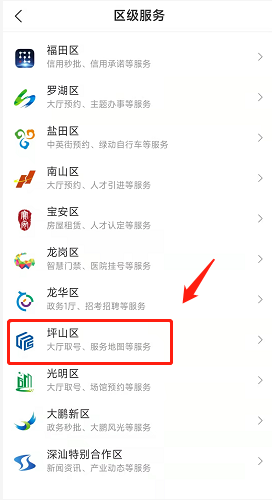 区级服务
福田区
信用秒批、信用承诺等服务
罗湖区
大厅预约、主题办事等服务
盐田区
中英街预约、绿动自行车等服务
南山区
大厅预约、人才引进等服务
宝安区
房屋租赁、人才认定等服务
龙岗区
智慧门禁、医院挂号等服务
龙华区
政务1厅、招考招聘等服务
坪山区
大厅取号、服务地图等服务
光明区
大厅取号、场馆预约等服务
大鹏新区
政务秒批、大鹏风光等服务
深汕特别合作区
新闻资讯、产业动态等服务